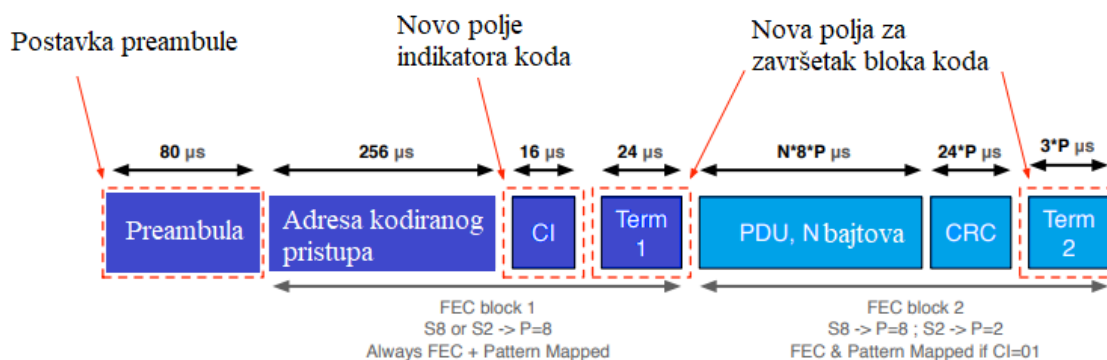 Postavka preambule
Novo polje
indikatora koda
Nova polja za
završetak bloka koda
80 µs
256 µs
16 µs
24 µs
N*8*P µs
24*P µs
3*P µs
Preambula
Adresa kodiranog
pristupa
CI
Term
1
PDU, N bajtova
CRC
Term
2
FEC block 1
S8 or S2 -> P=8
Always FEC + Pattern Mapped
FEC block 2
S8 -> P=8 ; S2 -> P=2
FEC & Pattern Mapped if CI=01